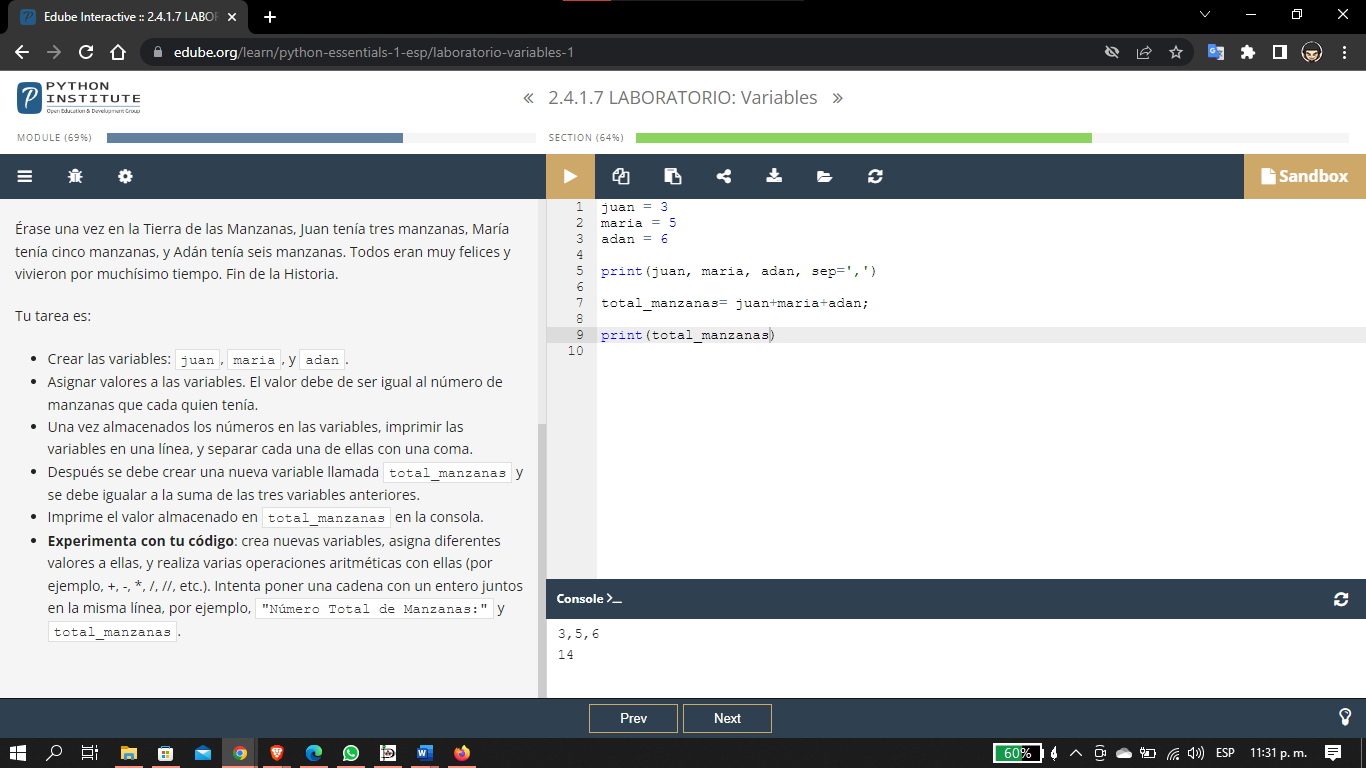 Edube Interactive :: 2.4.1.7 LABOR
edube.org/learn/python-essentials-1-esp/laboratorio-variables-1
PYTHON
INSTITUTE
Open Education & Development Group
« 2.4.1.7 LABORATORIO: Variables »
MODULE (69%)
SECTION (64%)
Sandbox
Érase una vez en la Tierra de las Manzanas, Juan tenía tres manzanas, María
tenía cinco manzanas, y Adán tenía seis manzanas. Todos eran muy felices y
vivieron por muchísimo tiempo. Fin de la Historia.
Tu tarea es:
• Crear las variables: juan, maria, y adan.
• Asignar valores a las variables. El valor debe de ser igual al número de
manzanas que cada quien tenía.
• Una vez almacenados los números en las variables, imprimir las
variables en una línea, y separar cada una de ellas con una coma.
• Después se debe crear una nueva variable llamada total_manzanas y
se debe igualar a la suma de las tres variables anteriores.
• Imprime el valor almacenado en total_manzanas en la consola.
• Experimenta con tu código: crea nuevas variables, asigna diferentes
valores a ellas, y realiza varias operaciones aritméticas con ellas (por
ejemplo, +, -, *, /, //, etc.). Intenta poner una cadena con un entero juntos
en la misma línea, por ejemplo, "Número Total de Manzanas:" y
total_manzanas.
1 juan = 3
2 maria = 5
3 adan = 6
4
5 print(juan, maria, adan, sep=',')
6
7 total_manzanas= juan+maria+adan;
8
9 print(total_manzanas)
10
Console >_
3,5,6
14
Prev
Next
60%
ESP
11:31 p. m.